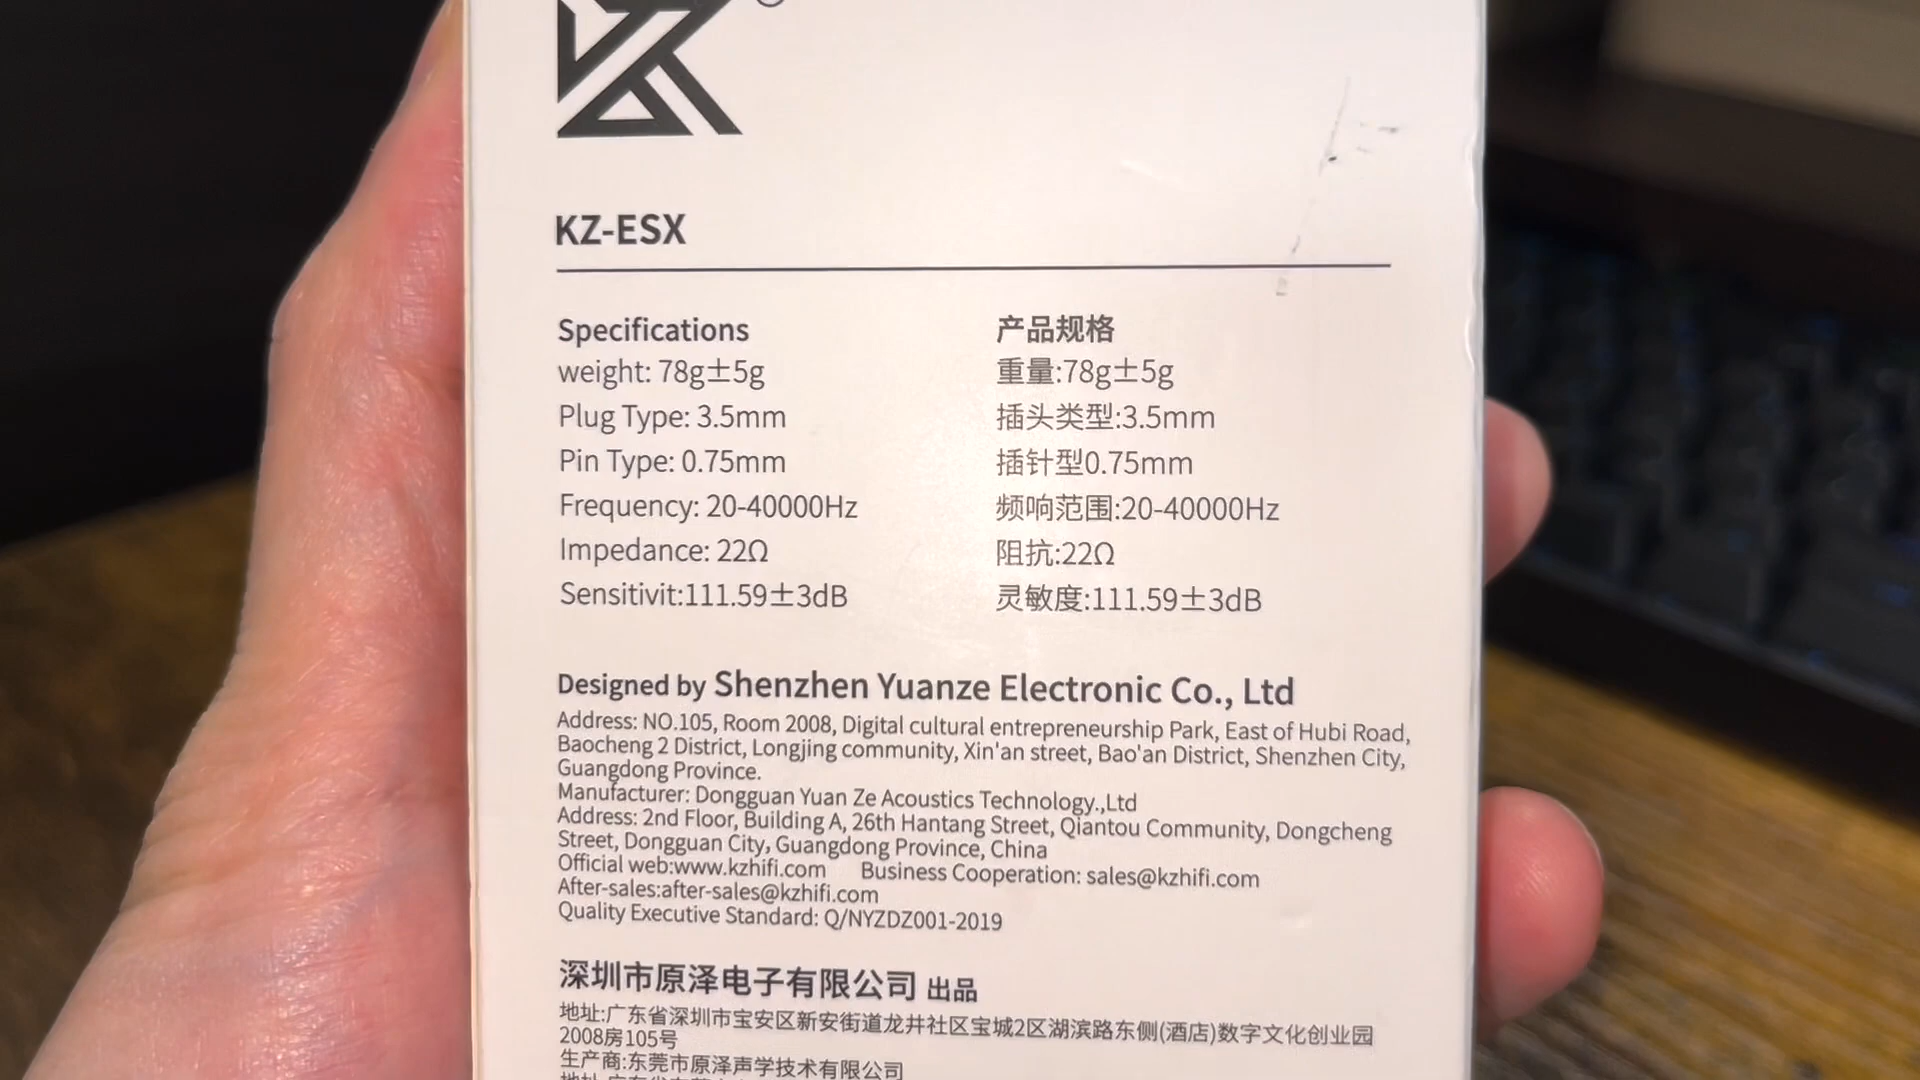 KZ-ESX
Specifications
weight: 78g±5g
Plug Type: 3.5mm
Pin Type: 0.75mm
Frequency: 20-40000Hz
Impedance: 22Ω
Sensitivit:111.59±3dB
产品规格
重量:78g±5g
插头类型:3.5mm
插针型0.75mm
频响范围:20-40000Hz
阻抗:22Ω
灵敏度:111.59±3dB
Designed by Shenzhen Yuanze Electronic Co., Ltd
Address: NO.105, Room 2008, Digital cultural entrepreneurship Park, East of Hubi Road,
Baocheng 2 District, Longjing community, Xin'an street, Bao'an District, Shenzhen City,
Guangdong Province.
Manufacturer: Dongguan Yuan Ze Acoustics Technology.,Ltd
Address: 2nd Floor, Building A, 26th Hantang Street, Qiantou Community, Dongcheng
Street, Dongguan City, Guangdong Province, China
Official web:www.kzhifi.com Business Cooperation: sales@kzhifi.com
After-sales:after-sales@kzhifi.com
Quality Executive Standard: Q/NYZDZ001-2019
深圳市原泽电子有限公司 出品
地址:广东省深圳市宝安区新安街道龙井社区宝城2区湖滨路东侧(酒店)数字文化创业园
2008房105号
生产商:东莞市原泽声学技术有限公司